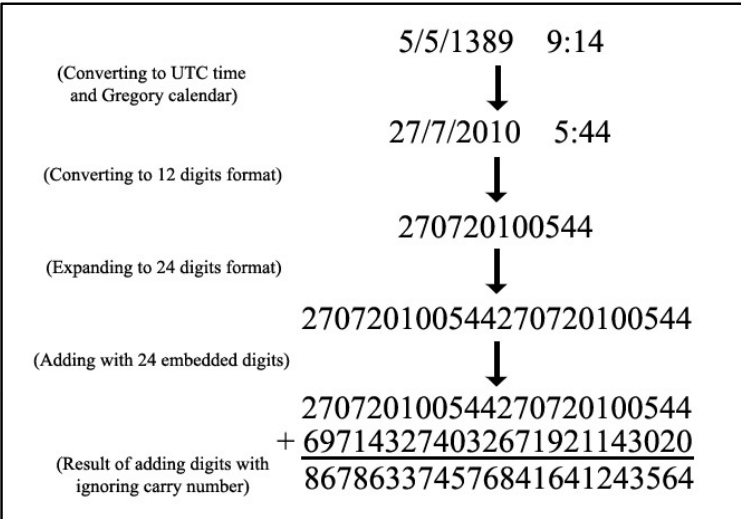 5/5/1389 9:14
(Converting to UTC time
and Gregory calendar)
27/7/2010 5:44
(Converting to 12 digits format)
270720100544
(Expanding to 24 digits format)
270720100544270720100544
(Adding with 24 embedded digits)
270720100544270720100544
+ 697143274032671921143020
(Result of adding digits with
ignoring carry number)
867863374576841641243564